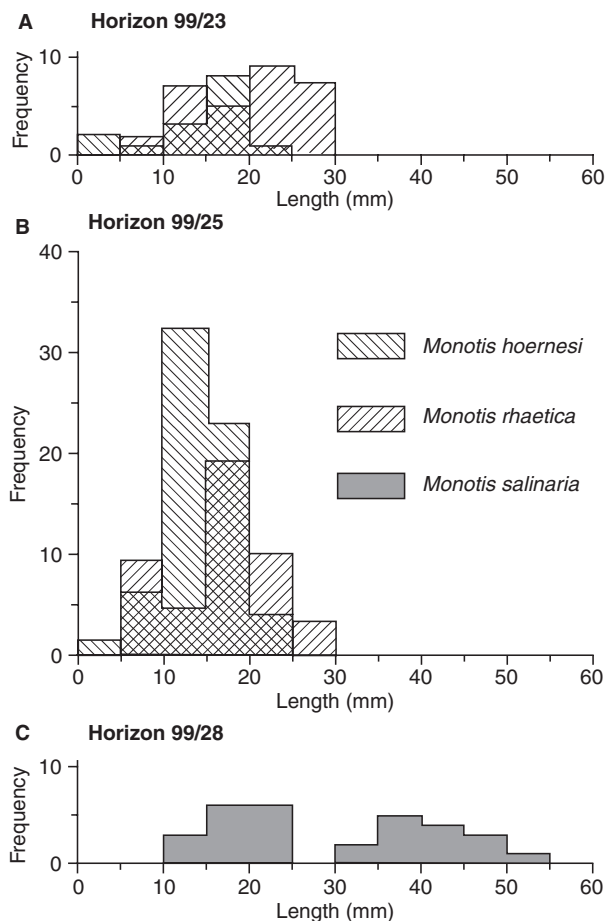 A Horizon 99/23
Frequency
10
0
0 10 20 30 40 50 60
Length (mm)
B Horizon 99/25
Frequency
40
30
20
10
0
Monotis hoernesi
Monotis rhaetica
Monotis salinaria
0 10 20 30 40 50 60
Length (mm)
C Horizon 99/28
Frequency
10
0
0 10 20 30 40 50 60
Length (mm)